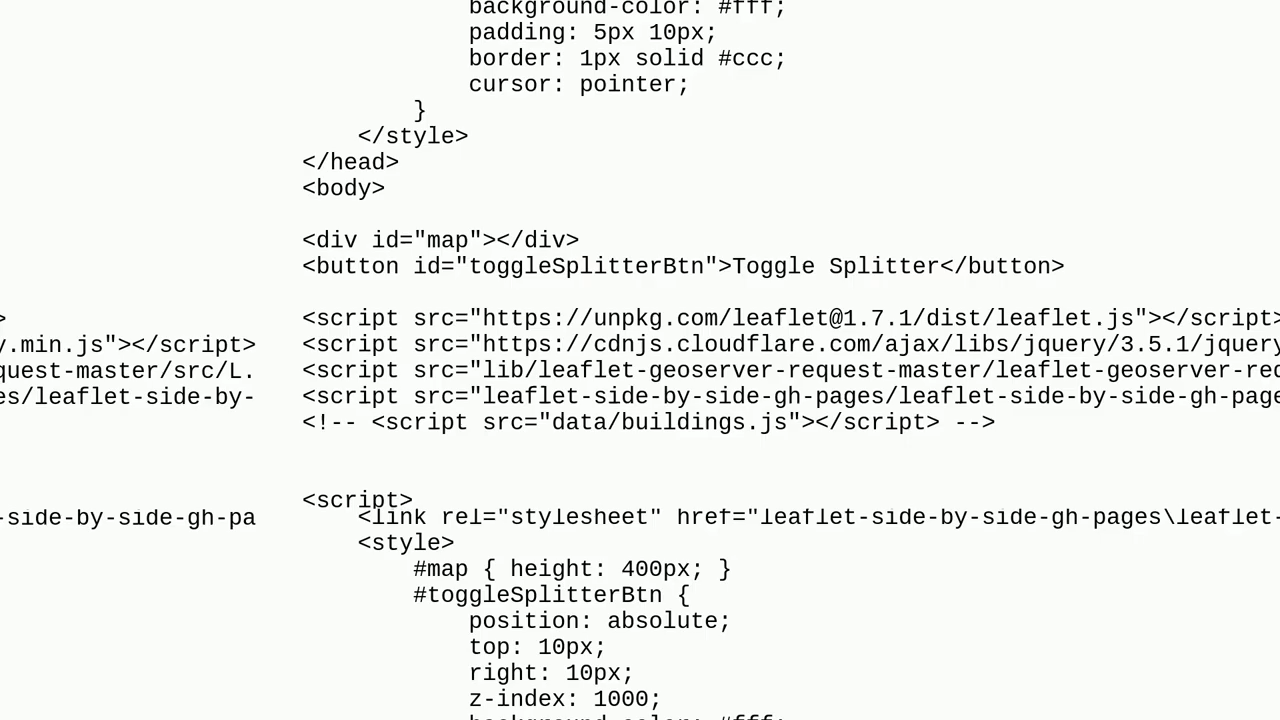 background-color: #fff;
padding: 5px 10px;
border: 1px solid #ccc;
cursor: pointer;
}
</style>
</head>
<body>
<div id="map"></div>
<button id="toggleSplitterBtn">Toggle Splitter</button>
> <script src="https://unpkg.com/leaflet@1.7.1/dist/leaflet.js"></script>
y.min.js"></script> <script src="https://cdnjs.cloudflare.com/ajax/libs/jquery/3.5.1/jquery
quest-master/src/L. <script src="lib/leaflet-geoserver-request-master/leaflet-geoserver-req
es/leaflet-side-by- <script src="leaflet-side-by-side-gh-pages/leaflet-side-by-side-gh-page
<!-- <script src="data/buildings.js"></script> -->
<script>
-side-by-side-gh-pa <link rel="stylesheet" href="leaflet-side-by-side-gh-pages\leaflet-
<style>
#map { height: 400px; }
#toggleSplitterBtn {
position: absolute;
top: 10px;
right: 10px;
z-index: 1000;
background-color: #fff;